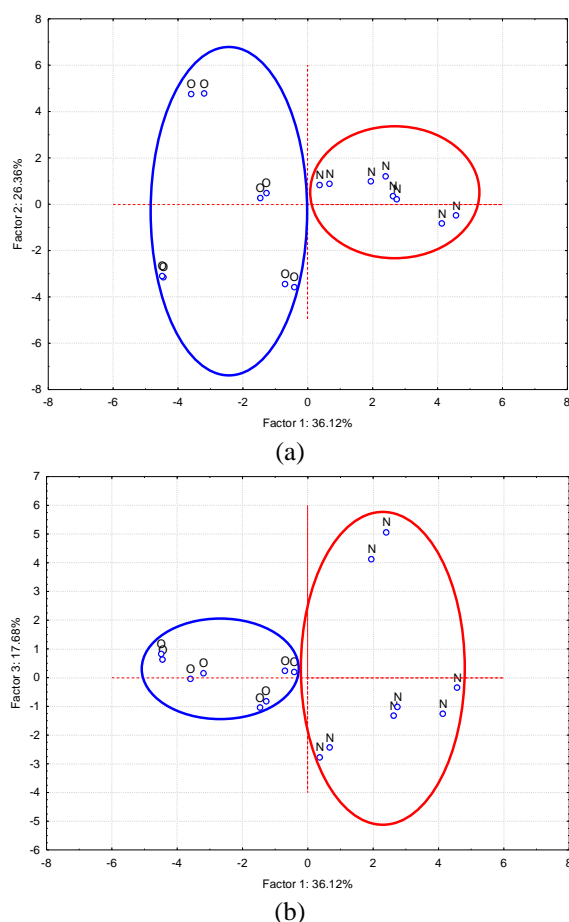 8
6
4
2
0
-2
-4
-6
-8
Factor 2: 26.36%
O O
O O
O O
O O
N N
N
N
N N
N N
-8 -6 -4 -2 0 2 4 6 8
Factor 1: 36.12%
(a)
7
6
5
4
3
2
1
0
-1
-2
-3
-4
-5
-6
Factor 3: 17.68%
N
N
O
O
O O
O O
O O
N
N N
N
N N
-8 -6 -4 -2 0 2 4 6 8
Factor 1: 36.12%
(b)